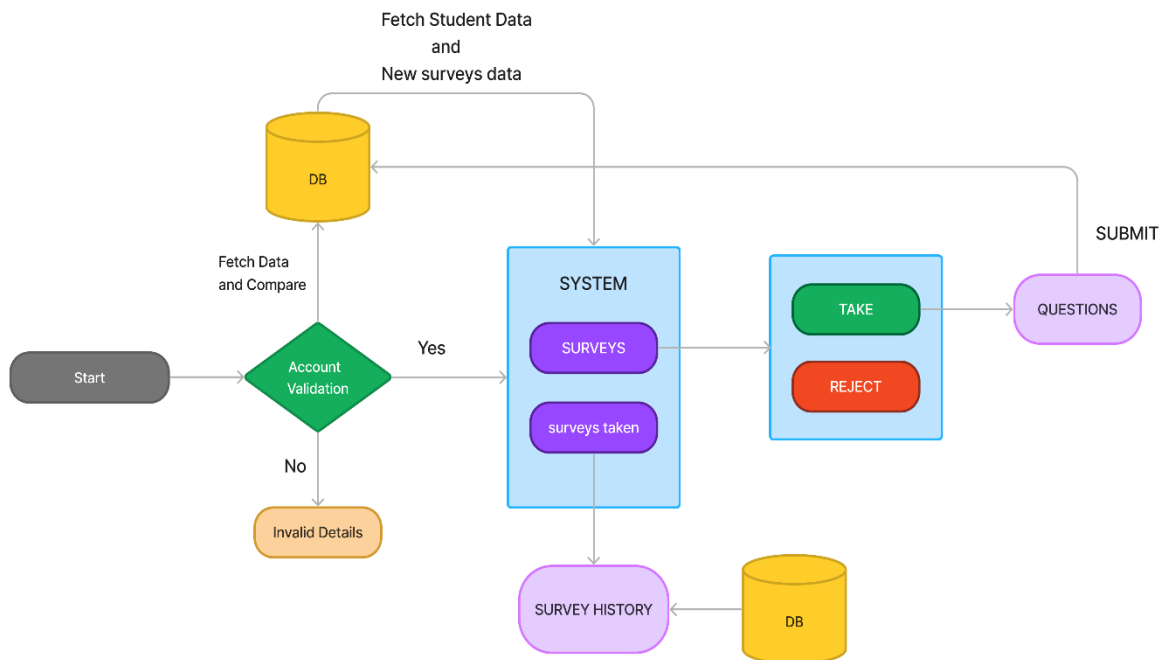 Fetch Student Data
and
New surveys data
DB
SUBMIT
Fetch Data
and Compare
SYSTEM
TAKE
QUESTIONS
Yes
SURVEYS
Start
Account
Validation
REJECT
surveys taken
No
Invalid Details
SURVEY HISTORY
DB